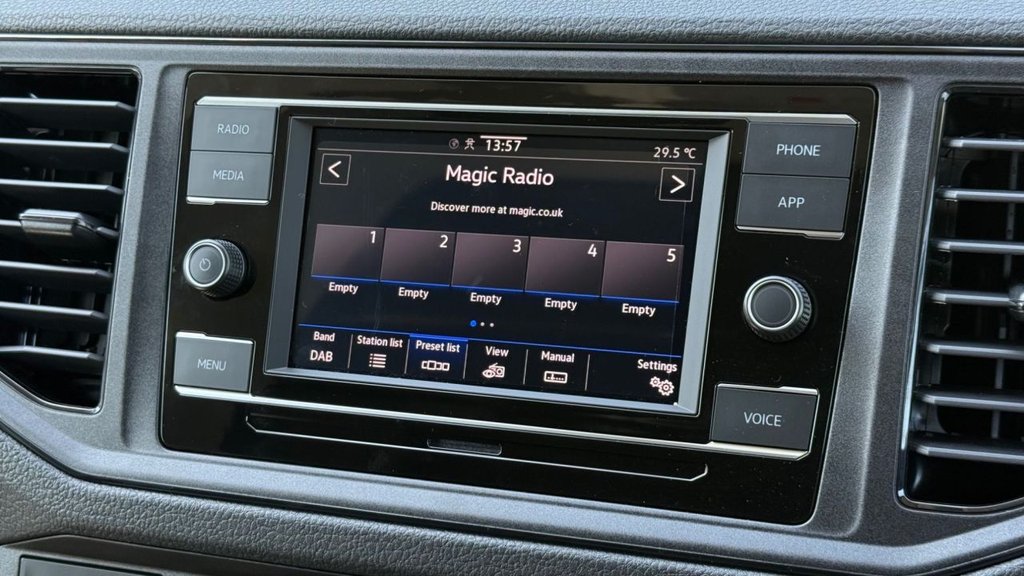 RADIO
MEDIA
MENU
13:57
29.5 °C
<
Magic Radio
>
Discover more at magic.co.uk
1 2 3 4 5
Empty Empty Empty Empty Empty
Band Station list Preset list View Manual Settings
DAB
PHONE
APP
VOICE